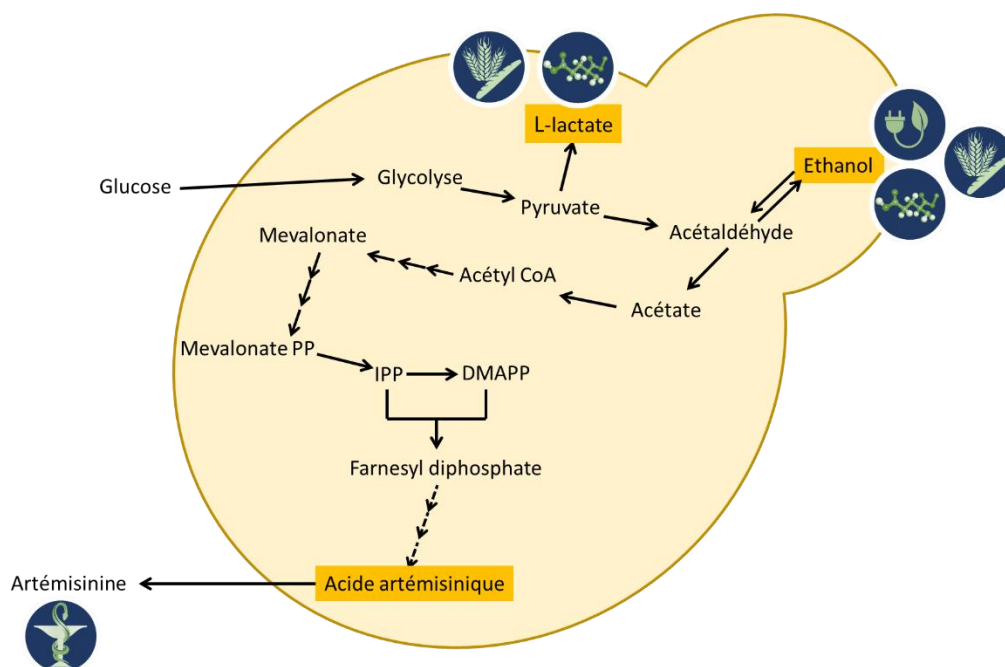 L-lactate
Ethanol
Glucose
Glycolyse
Pyruvate
Acétaldéhyde
Mevalonate
Acétyl CoA
Acétate
Mevalonate PP
IPP
DMAPP
Farnesyl diphosphate
Artémisinine
Acide artémisinique